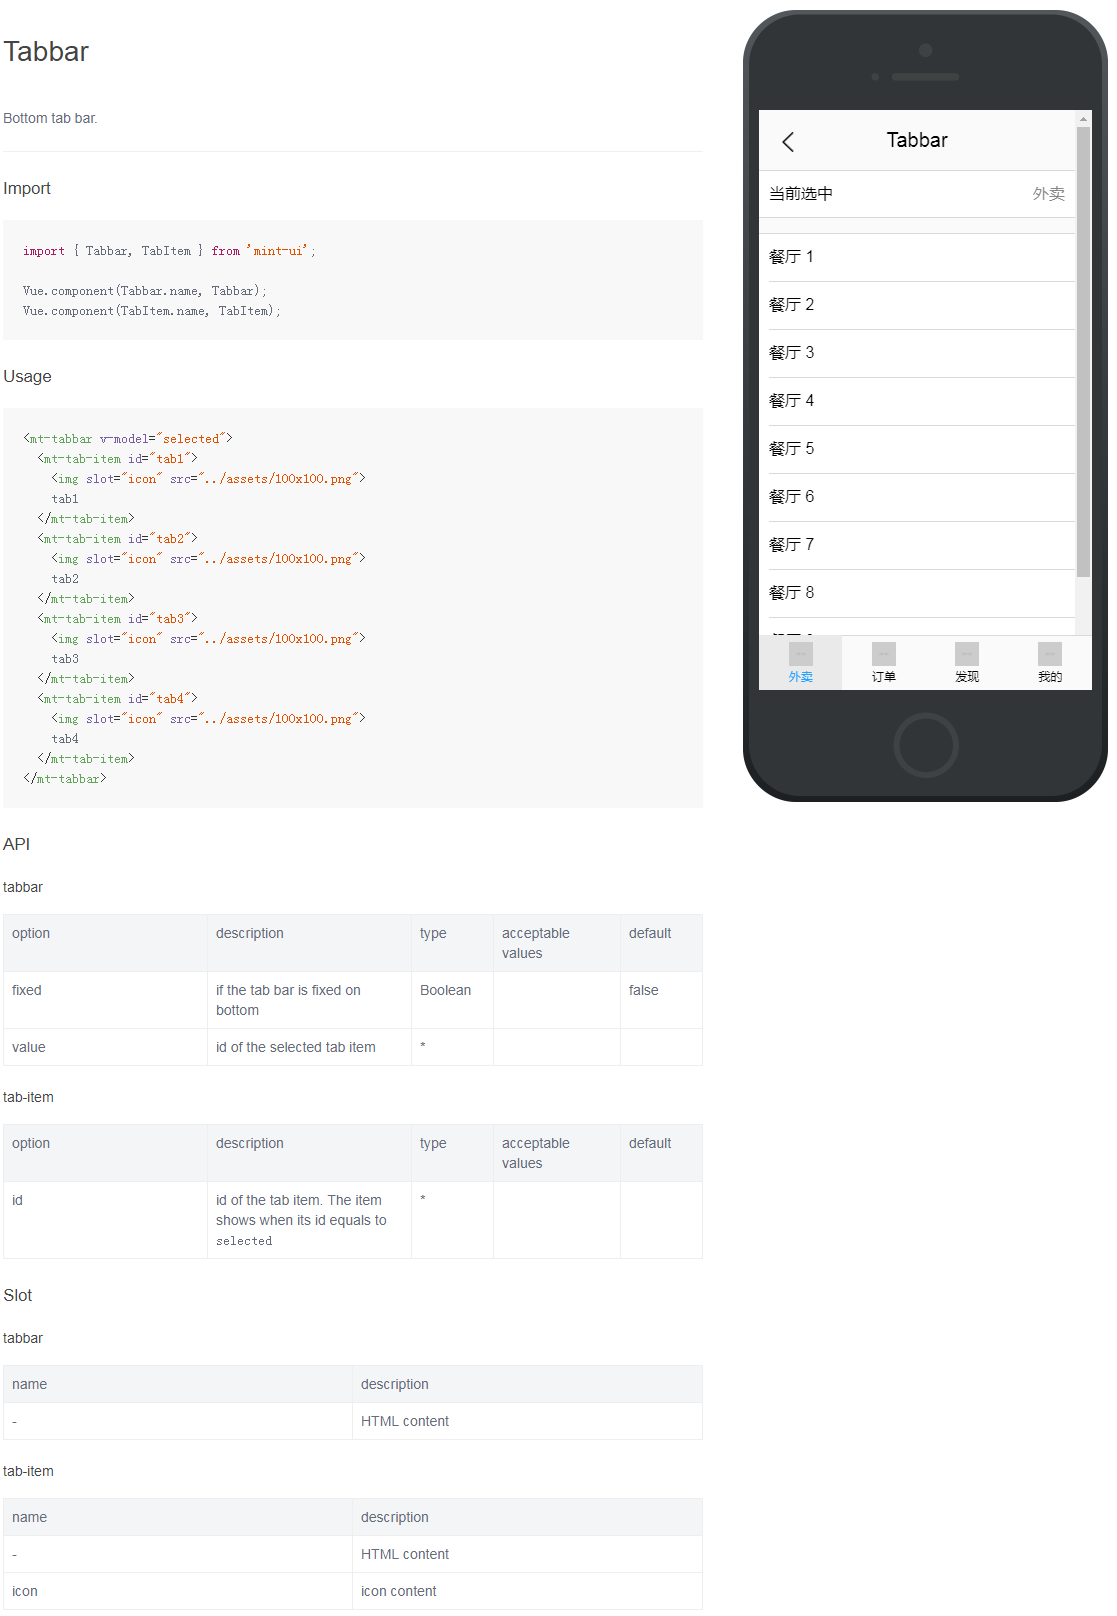 Tabbar
Bottom tab bar.
Import
import { Tabbar, TabItem } from 'mint-ui';
Vue.component(Tabbar.name, Tabbar);
Vue.component(TabItem.name, TabItem);
Usage
<mt-tabbar v-model="selected">
<mt-tab-item id="tab1">
<img slot="icon" src="../assets/100x100.png">
tab1
</mt-tab-item>
<mt-tab-item id="tab2">
<img slot="icon" src="../assets/100x100.png">
tab2
</mt-tab-item>
<mt-tab-item id="tab3">
<img slot="icon" src="../assets/100x100.png">
tab3
</mt-tab-item>
<mt-tab-item id="tab4">
<img slot="icon" src="../assets/100x100.png">
tab4
</mt-tab-item>
</mt-tabbar>
API
tabbar
option description type acceptable values default
fixed if the tab bar is fixed on bottom Boolean false
value id of the selected tab item *
tab-item
option description type acceptable values default
id id of the tab item. The item shows when its id equals to selected *
Slot
tabbar
name description
- HTML content
tab-item
name description
- HTML content
icon icon content
Tabbar
当前选中 外卖
餐厅 1
餐厅 2
餐厅 3
餐厅 4
餐厅 5
餐厅 6
餐厅 7
餐厅 8
外卖 订单 发现 我的